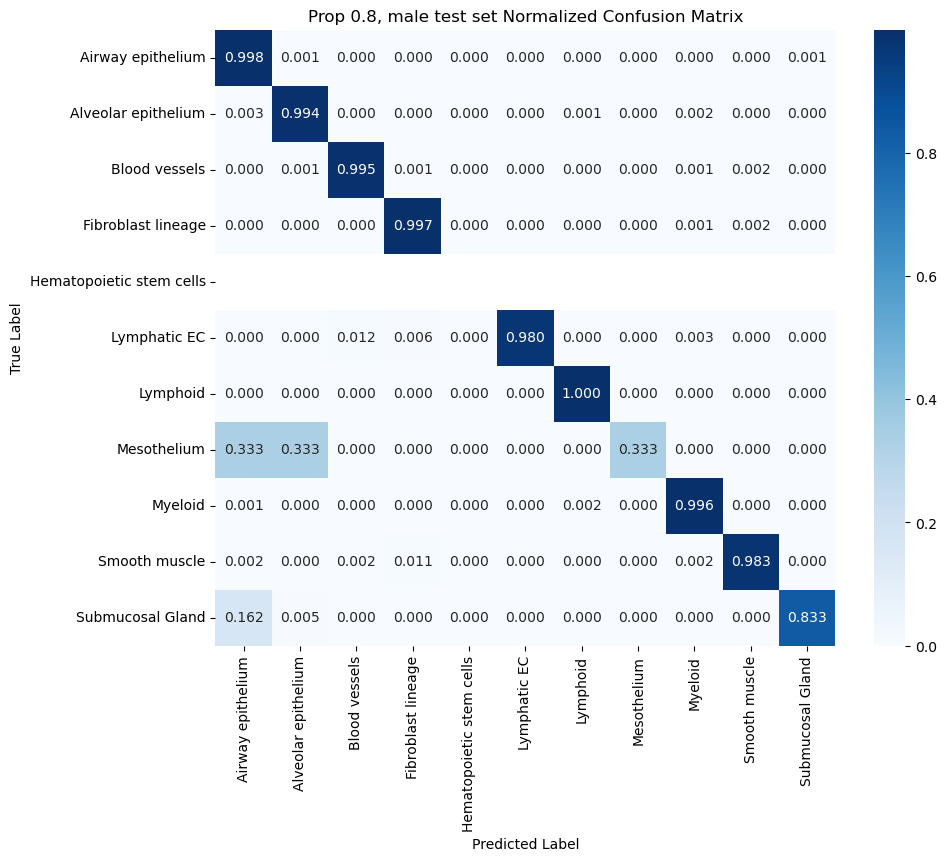 Prop 0.8, male test set Normalized Confusion Matrix
Airway epithelium 0.998 0.001 0.000 0.000 0.000 0.000 0.000 0.000 0.000 0.000 0.001
Alveolar epithelium 0.003 0.994 0.000 0.000 0.000 0.000 0.001 0.000 0.002 0.000 0.000
Blood vessels 0.000 0.001 0.995 0.001 0.000 0.000 0.000 0.000 0.001 0.002 0.000
Fibroblast lineage 0.000 0.000 0.000 0.997 0.000 0.000 0.000 0.000 0.001 0.002 0.000
Hematopoietic stem cells
Lymphatic EC 0.000 0.000 0.012 0.006 0.000 0.980 0.000 0.000 0.003 0.000 0.000
Lymphoid 0.000 0.000 0.000 0.000 0.000 0.000 1.000 0.000 0.000 0.000 0.000
Mesothelium 0.333 0.333 0.000 0.000 0.000 0.000 0.000 0.333 0.000 0.000 0.000
Myeloid 0.001 0.000 0.000 0.000 0.000 0.000 0.002 0.000 0.996 0.000 0.000
Smooth muscle 0.002 0.000 0.002 0.011 0.000 0.000 0.000 0.000 0.002 0.983 0.000
Submucosal Gland 0.162 0.005 0.000 0.000 0.000 0.000 0.000 0.000 0.000 0.000 0.833
True Label
Airway epithelium
Alveolar epithelium
Blood vessels
Fibroblast lineage
Hematopoietic stem cells
Lymphatic EC
Lymphoid
Mesothelium
Myeloid
Smooth muscle
Submucosal Gland
Predicted Label
0.8
0.6
0.4
0.2
0.0